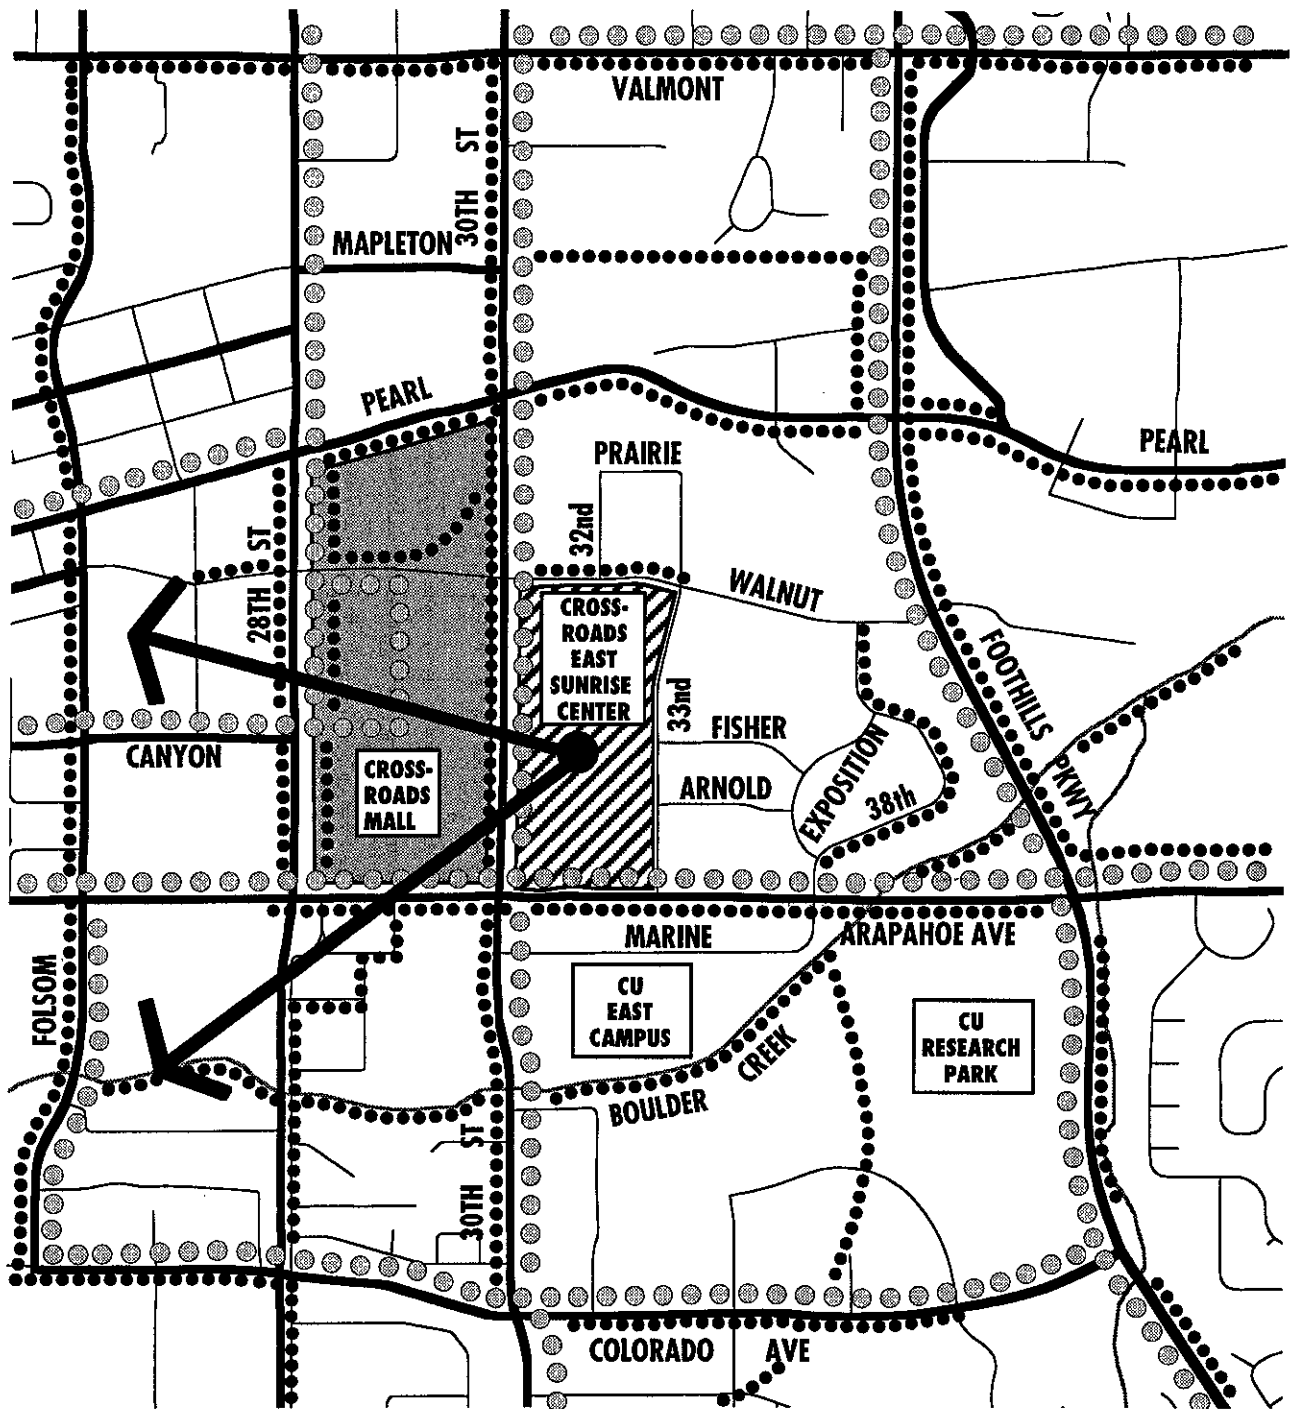 VALMONT
30TH ST
MAPLETON
PEARL
PEARL
PRAIRIE
32nd
28TH ST
WALNUT
CROSS-
ROADS
EAST
SUNRISE
CENTER
33nd
FOOTHILLS
PKWY
FISHER
CANYON
CROSS-
ROADS
MALL
ARNOLD
EXPOSITION
38th
MARINE
ARAPAHOE AVE
FOLSOM
CU
EAST
CAMPUS
CU
RESEARCH
PARK
BOULDER
CREEK
30TH ST
COLORADO AVE